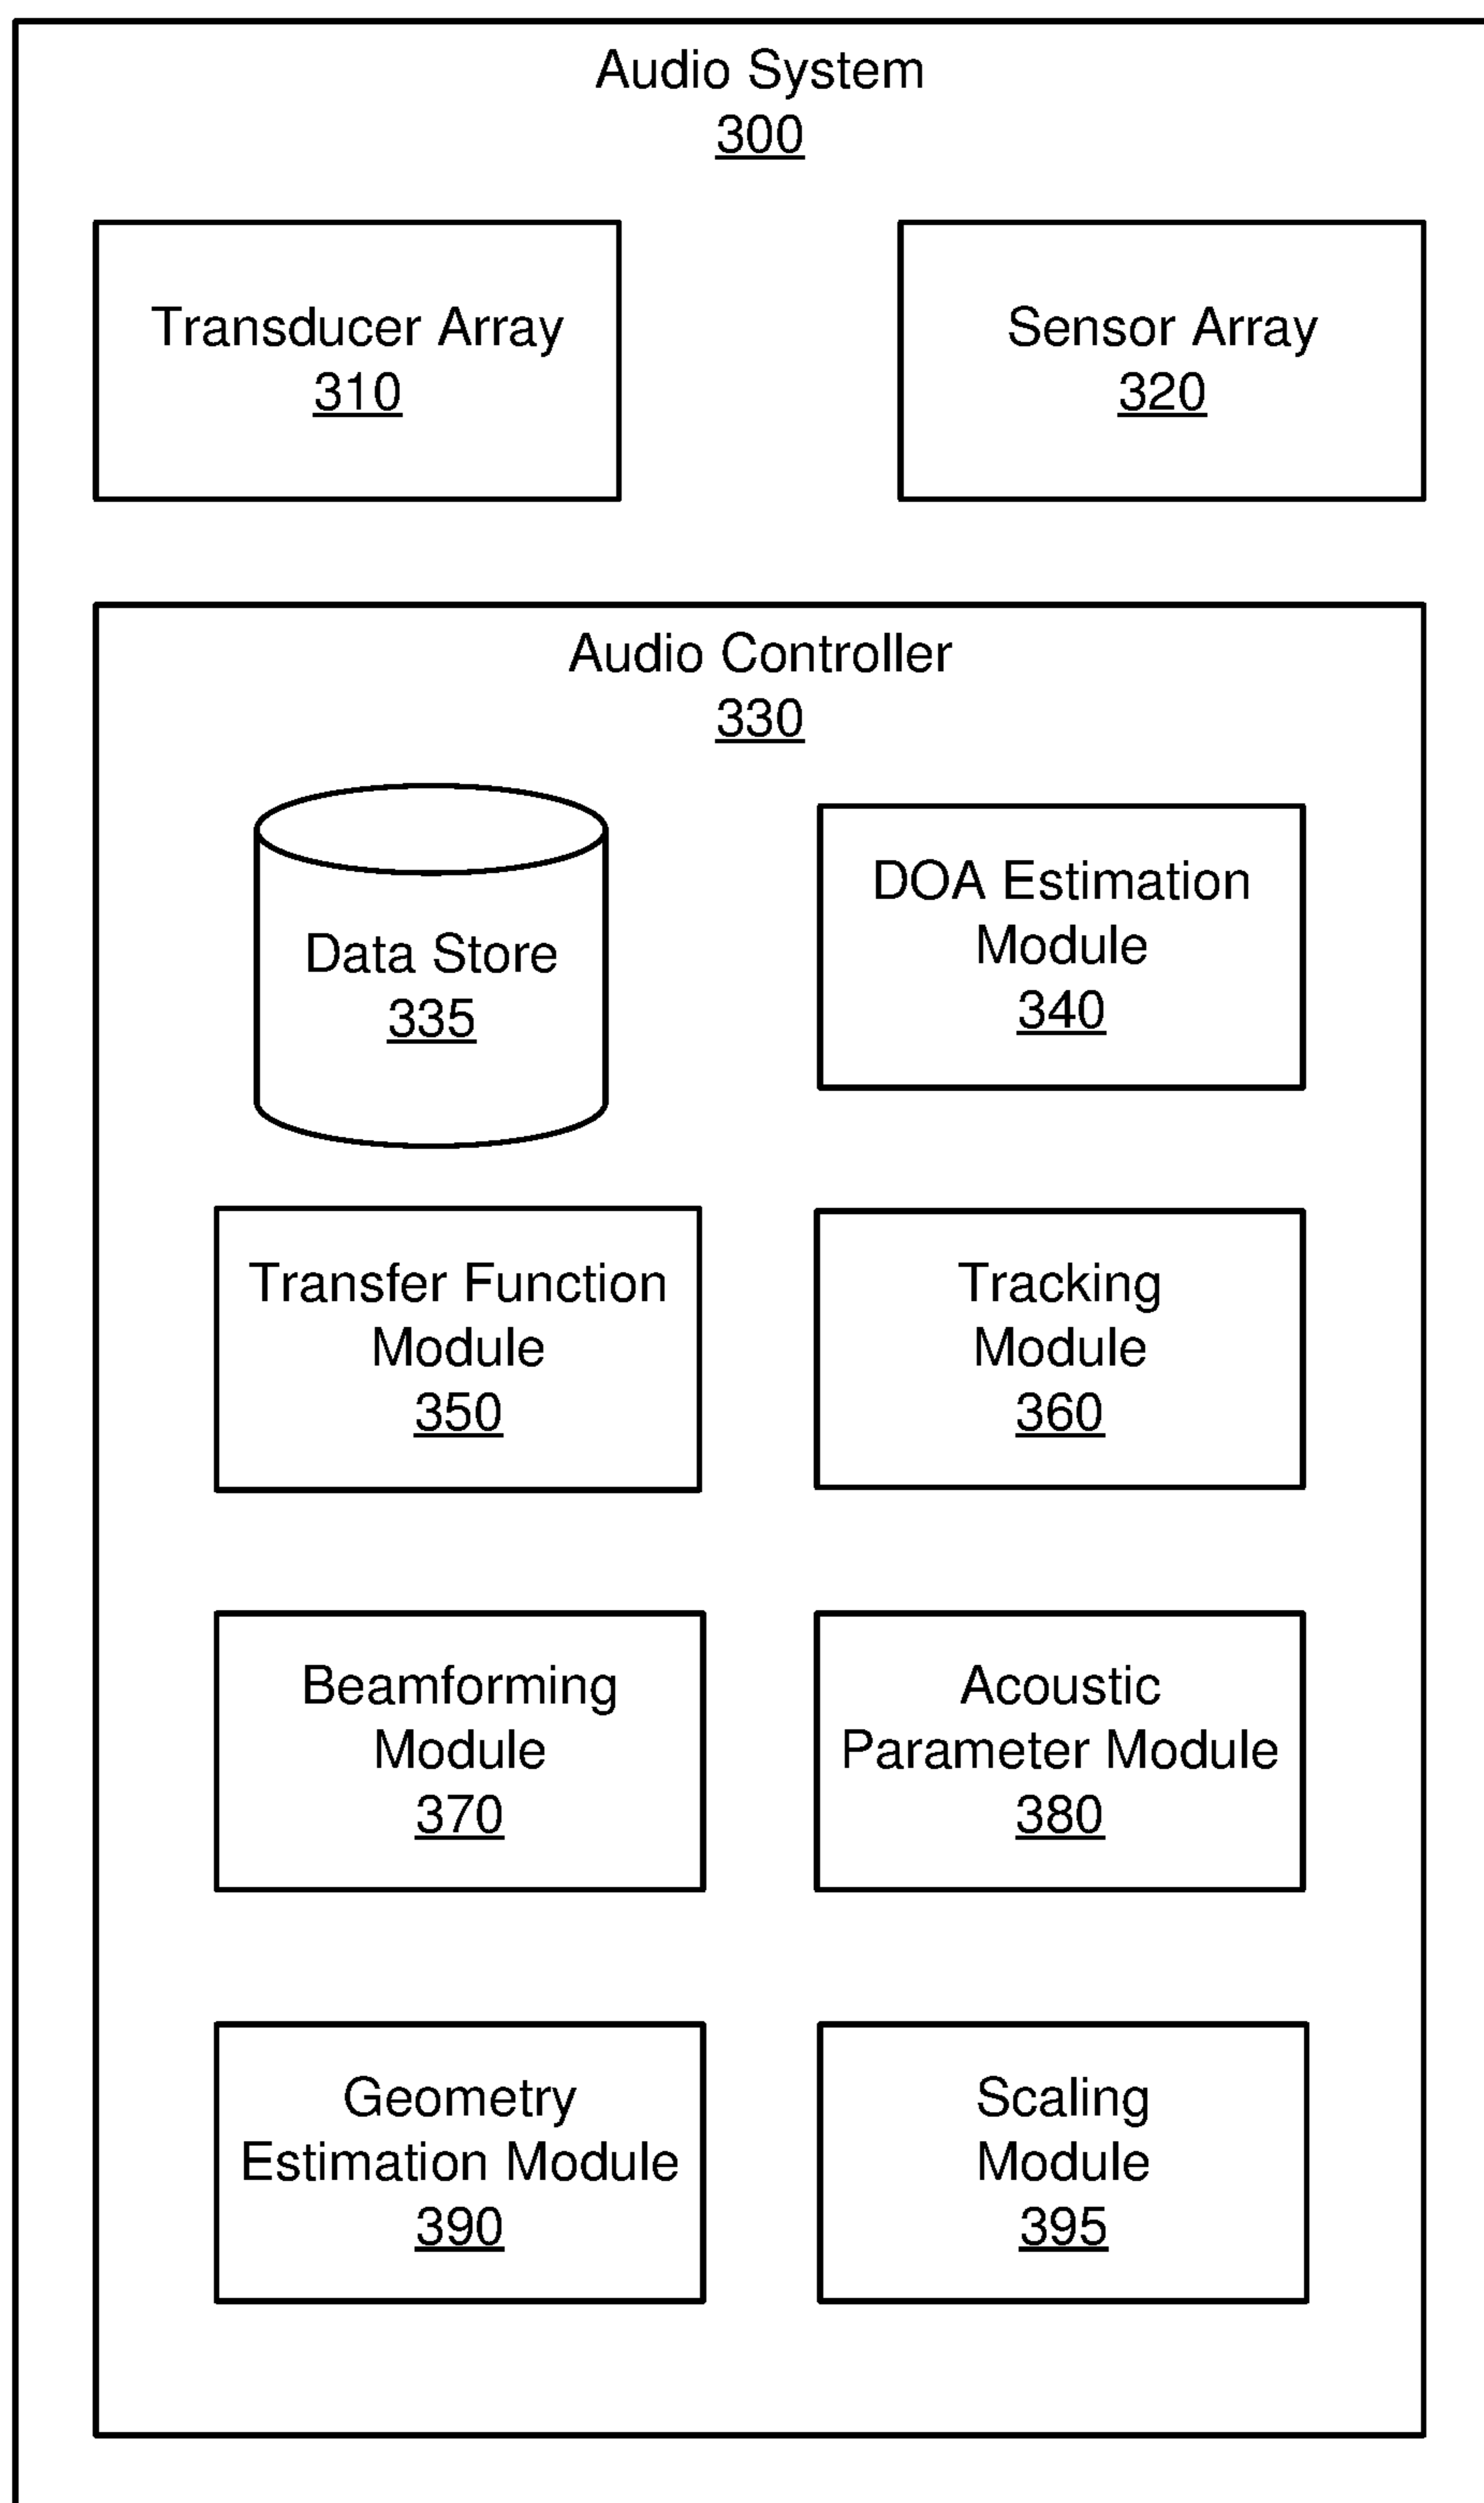 Audio System
300
Transducer Array
310
Sensor Array
320
Audio Controller
330
Data Store
335
DOA Estimation
Module
340
Transfer Function
Module
350
Tracking
Module
360
Beamforming
Module
370
Acoustic
Parameter Module
380
Geometry
Estimation Module
390
Scaling
Module
395